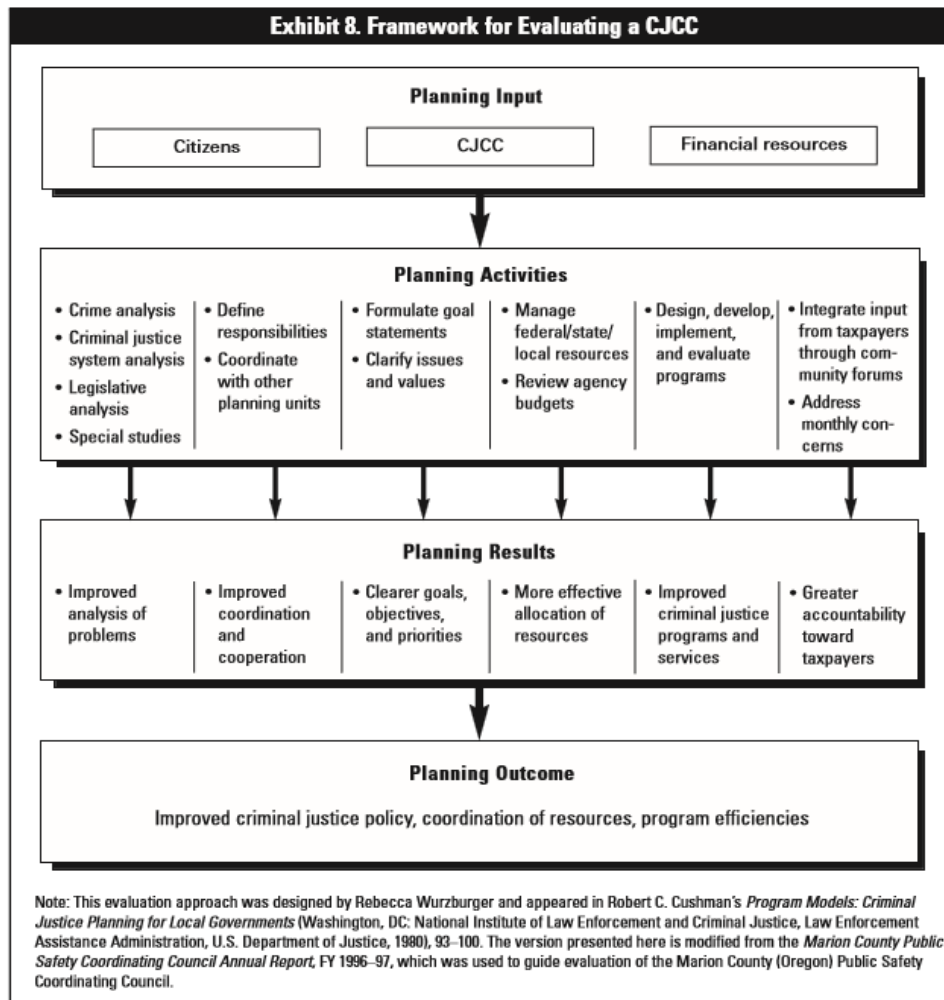 Exhibit 8. Framework for Evaluating a CJCC
Planning Input
Citizens
CJCC
Financial resources
Planning Activities
• Crime analysis
• Criminal justice
system analysis
• Legislative
analysis
• Special studies
• Define
responsibilities
• Coordinate
with other
planning units
• Formulate goal
statements
• Clarify issues
and values
• Manage
federal/state/
local resources
• Review agency
budgets
• Design, develop,
implement,
and evaluate
programs
• Integrate input
from taxpayers
through com-
munity forums
• Address
monthly con-
cerns
Planning Results
• Improved
analysis of
problems
• Improved
coordination
and
cooperation
• Clearer goals,
objectives,
and priorities
• More effective
allocation of
resources
• Improved
criminal justice
programs and
services
• Greater
accountability
toward
taxpayers
Planning Outcome
Improved criminal justice policy, coordination of resources, program efficiencies
Note: This evaluation approach was designed by Rebecca Wurzburger and appeared in Robert C. Cushman's Program Models: Criminal
Justice Planning for Local Governments (Washington, DC: National Institute of Law Enforcement and Criminal Justice, Law Enforcement
Assistance Administration, U.S. Department of Justice, 1980), 93–100. The version presented here is modified from the Marion County Public
Safety Coordinating Council Annual Report, FY 1996–97, which was used to guide evaluation of the Marion County (Oregon) Public Safety
Coordinating Council.